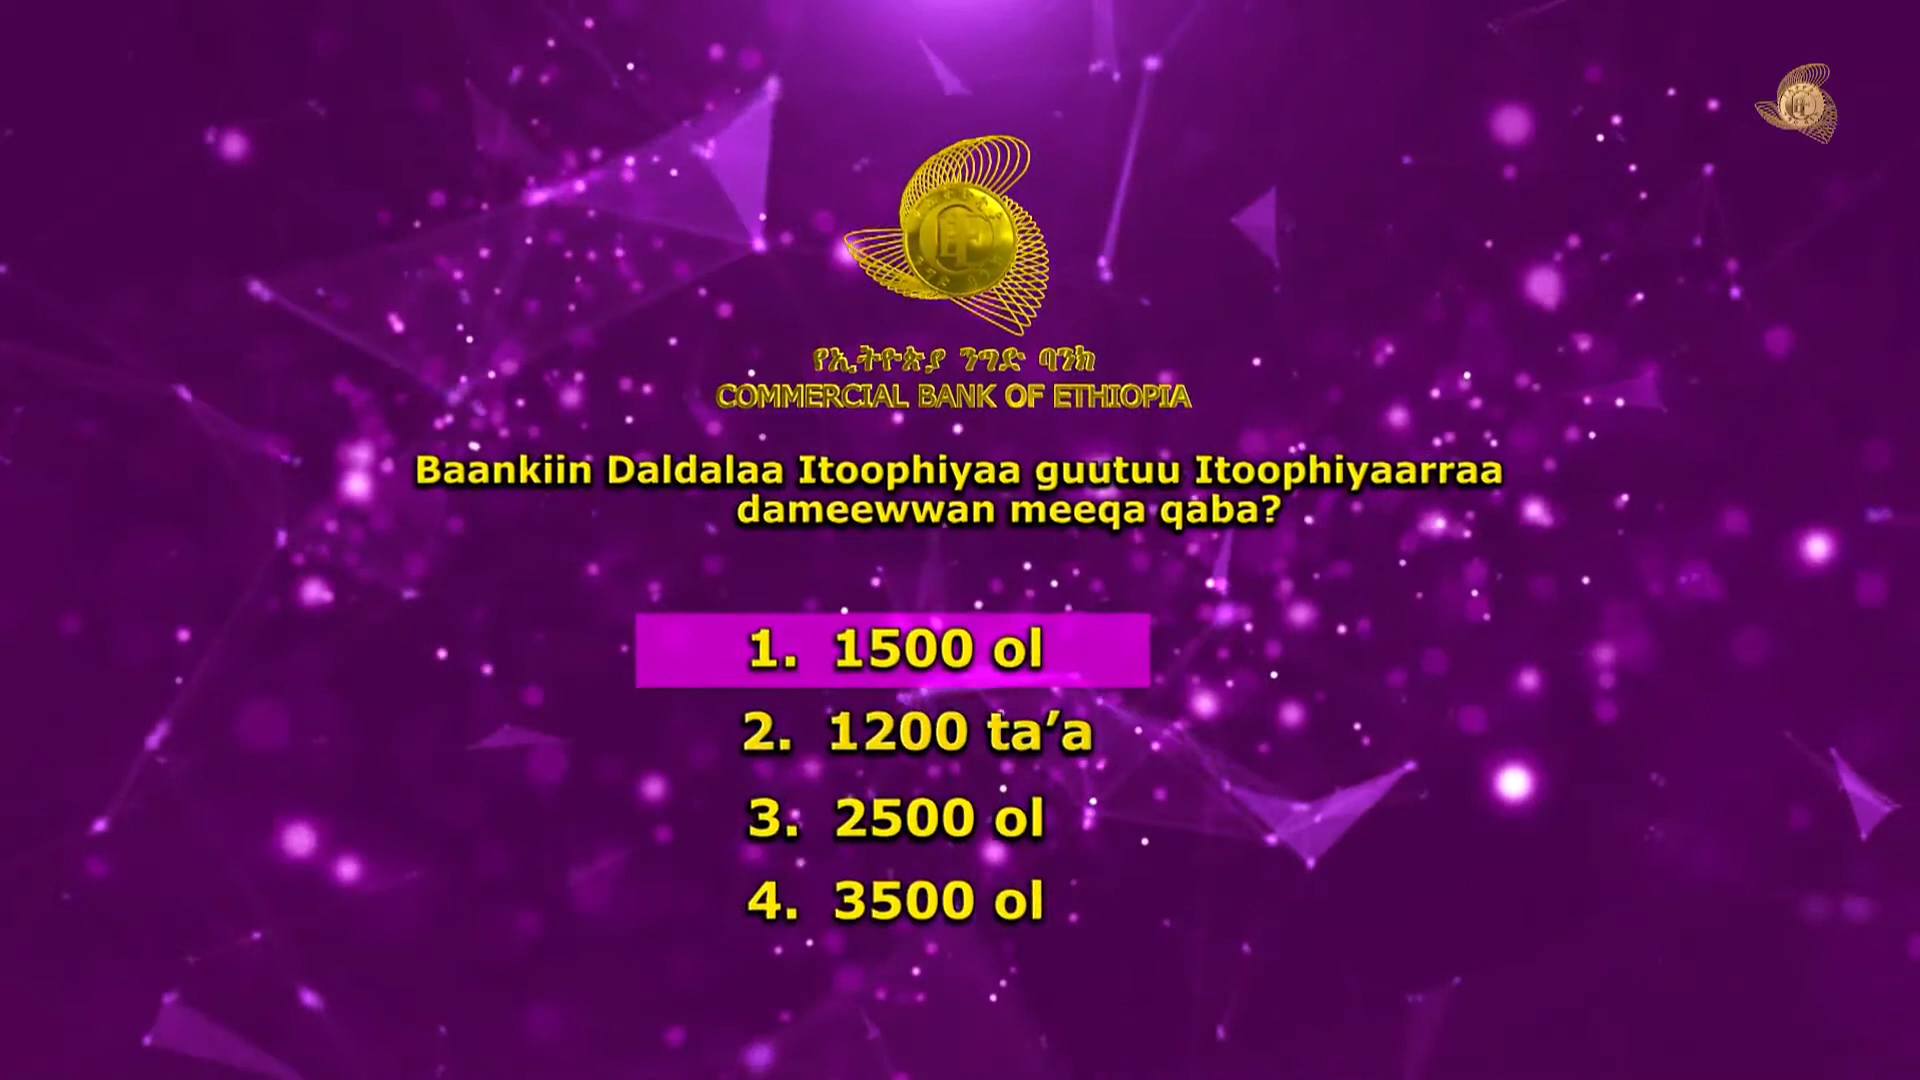 የኢትዮጵያ ንግድ ባንክ
COMMERCIAL BANK OF ETHIOPIA
Baankiin Daldalaa Itoophiyaa guutuu Itoophiyaarraa
dameewwan meeqa qaba?
1. 1500 ol
2. 1200 ta’a
3. 2500 ol
4. 3500 ol